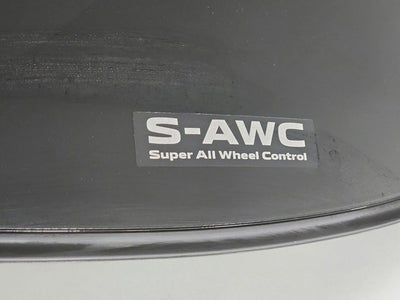 S-AWC
Super All Wheel Control